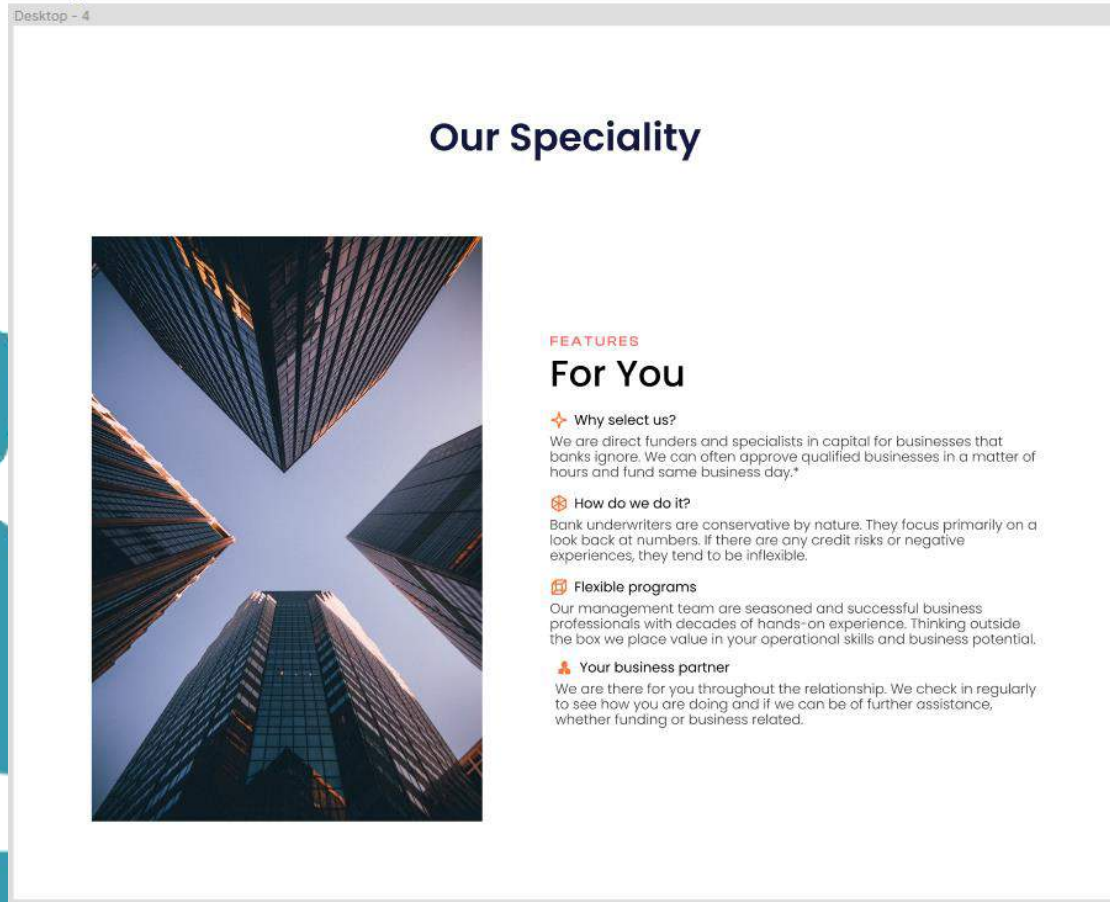 Desktop - 4
Our Speciality
FEATURES
For You
Why select us?
We are direct funders and specialists in capital for businesses that
banks ignore. We can often approve qualified businesses in a matter of
hours and fund same business day.*
How do we do it?
Bank underwriters are conservative by nature. They focus primarily on a
look back at numbers. If there are any credit risks or negative
experiences, they tend to be inflexible.
Flexible programs
Our management team are seasoned and successful business
professionals with decades of hands-on experience. Thinking outside
the box we place value in your operational skills and business potential.
Your business partner
We are there for you throughout the relationship. We check in regularly
to see how you are doing and if we can be of further assistance,
whether funding or business related.